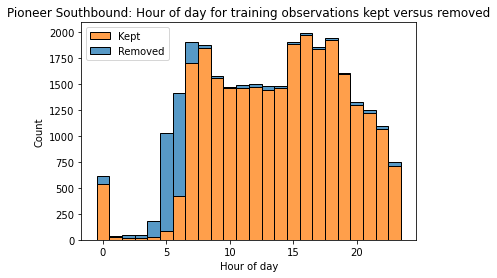 Pioneer Southbound: Hour of day for training observations kept versus removed
Kept
Removed
Count
2000
1750
1500
1250
1000
750
500
250
0
0 5 10 15 20
Hour of day